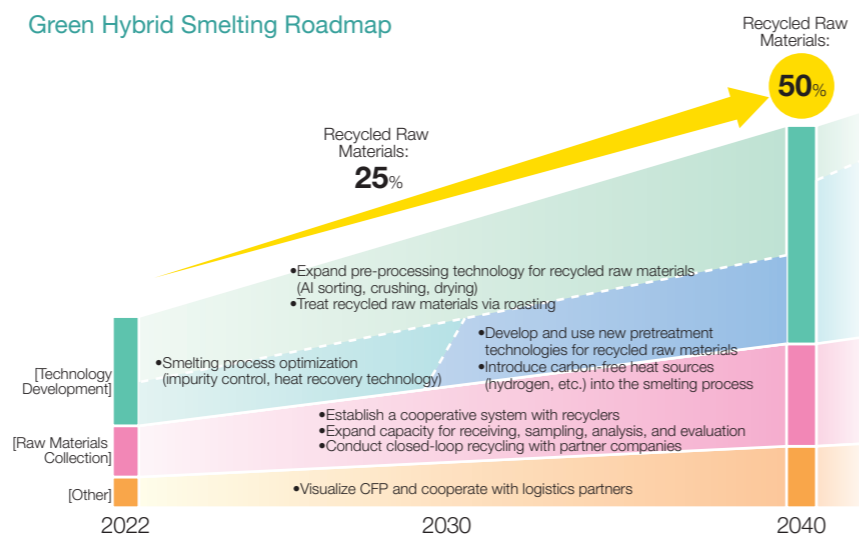 Green Hybrid Smelting Roadmap
Recycled Raw
Materials:
50%
Recycled Raw
Materials:
25%
•Expand pre-processing technology for recycled raw materials
(AI sorting, crushing, drying)
•Treat recycled raw materials via roasting
•Smelting process optimization
(impurity control, heat recovery technology)
•Develop and use new pretreatment
technologies for recycled raw materials
•Introduce carbon-free heat sources
(hydrogen, etc.) into the smelting process
[Technology
Development]
•Establish a cooperative system with recyclers
•Expand capacity for receiving, sampling, analysis, and evaluation
•Conduct closed-loop recycling with partner companies
[Raw Materials
Collection]
•Visualize CFP and cooperate with logistics partners
[Other]
2022
2030
2040